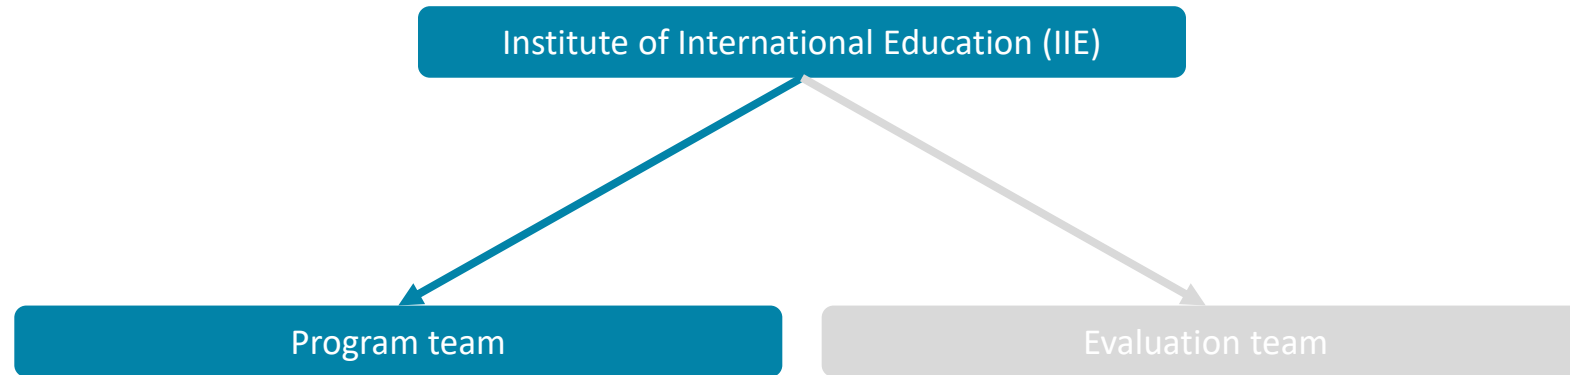 Institute of International Education (IIE)
Program team
Evaluation team